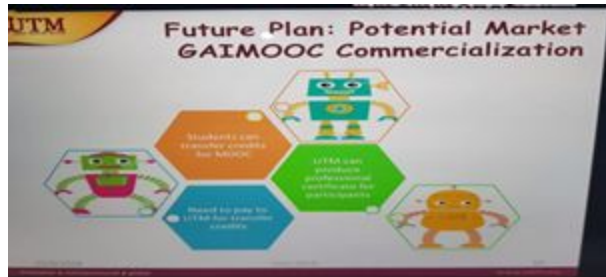 UTM
Future Plan: Potential Market
GAIMOOC Commercialization
Students can
transfer credits
for MOOC
UTM can
produce
professional
certificate for
participants
Need to pay to
UTM for transfer
credits